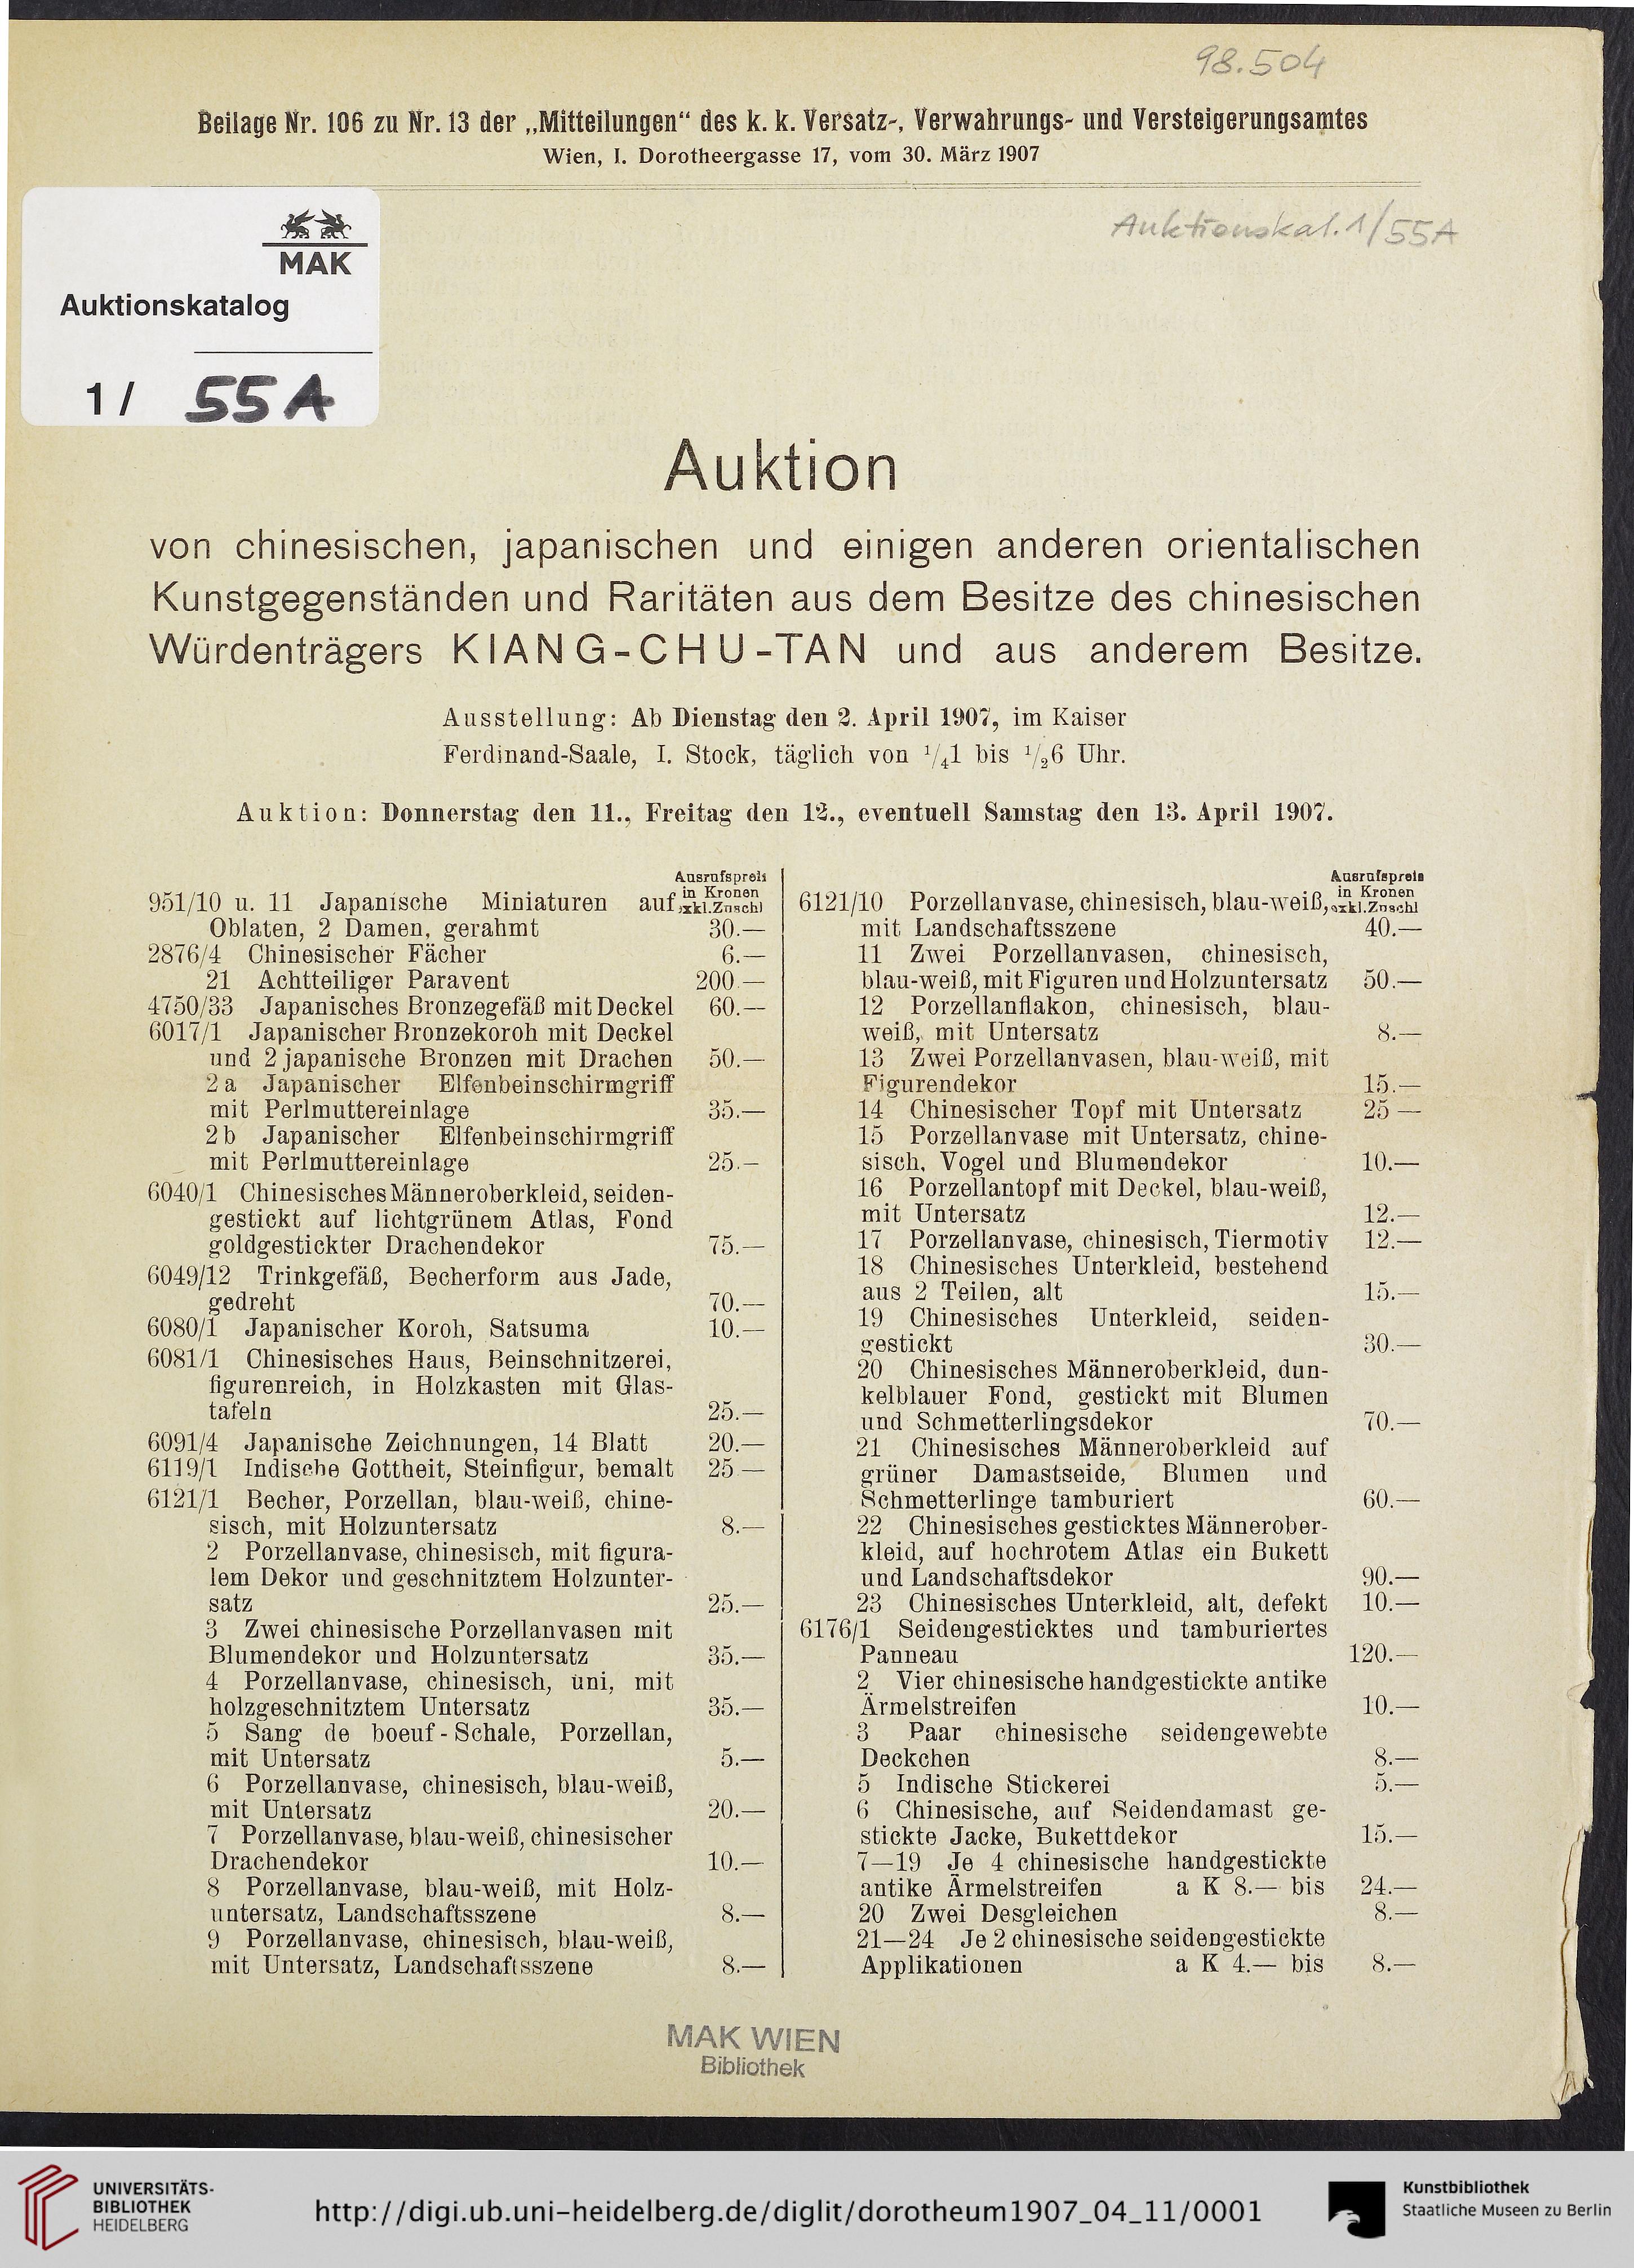 98.504
Beilage Nr. 106 zu Nr. 13 der „Mitteilungen“ des k. k. Versatz-, Verwahrungs- und Versteigerungsamtes
Wien, I. Dorotheergasse 17, vom 30. März 1907
Auktionskat. 1/55A
MAK
Auktionskatalog
1/ 55A
Auktion
von chinesischen, japanischen und einigen anderen orientalischen
Kunstgegenständen und Raritäten aus dem Besitze des chinesischen
Würdenträgers KIANG-CHU-TAN und aus anderem Besitze.
Ausstellung: Ab Dienstag den 2. April 1907, im Kaiser
Ferdinand-Saale, I. Stock, täglich von 1/41 bis 1/26 Uhr.
Auktion: Donnerstag den 11., Freitag den 12., eventuell Samstag den 13. April 1907.
Ausrufspreis
in Kronen
exkl.Zuschl
951/10 u. 11 Japanische Miniaturen auf
Oblaten, 2 Damen, gerahmt 30.—
2876/4 Chinesischer Fächer 6.—
21 Achtteiliger Paravent 200 —
4750/33 Japanisches Bronzegefäß mit Deckel 60.—
6017/1 Japanischer Bronzekoroh mit Deckel
und 2 japanische Bronzen mit Drachen 50.—
2a Japanischer Elfenbeinschirmgriff
mit Perlmuttereinlage 35.—
2b Japanischer Elfenbeinschirmgriff
mit Perlmuttereinlage 25.—
6040/1 Chinesisches Männeroberkleid, seiden-
gestickt auf lichtgrünem Atlas, Fond
goldgestickter Drachendekor 75.—
6049/12 Trinkgefäß, Becherform aus Jade,
gedreht 70.—
6080/1 Japanischer Koroh, Satsuma 10.—
6081/1 Chinesisches Haus, Beinschnitzerei,
figurenreich, in Holzkasten mit Glas-
tafeln 25.—
6091/4 Japanische Zeichnungen, 14 Blatt 20.—
6119/1 Indische Gottheit, Steinfigur, bemalt 25 —
6121/1 Becher, Porzellan, blau-weiß, chine-
sisch, mit Holzuntersatz 8.—
2 Porzellanvase, chinesisch, mit figura-
lem Dekor und geschnitztem Holzunter-
satz 25.—
3 Zwei chinesische Porzellanvasen mit
Blumendekor und Holzuntersatz 35.—
4 Porzellanvase, chinesisch, uni, mit
holzgeschnitztem Untersatz 35.—
5 Sang de boeuf-Schale, Porzellan,
mit Untersatz 5.—
6 Porzellanvase, chinesisch, blau-weiß,
mit Untersatz 20.—
7 Porzellanvase, blau-weiß, chinesischer
Drachendekor 10.—
8 Porzellanvase, blau-weiß, mit Holz-
untersatz, Landschaftsszene 8.—
9 Porzellanvase, chinesisch, blau-weiß,
mit Untersatz, Landschaftsszene 8.—
Ausrufspreis
in Kronen
exkl.Zuschl
6121/10 Porzellanvase, chinesisch, blau-weiß,
mit Landschaftsszene 40.—
11 Zwei Porzellanvasen, chinesisch,
blau-weiß, mit Figuren und Holzuntersatz 50.—
12 Porzellanflakon, chinesisch, blau-
weiß, mit Untersatz 8.—
13 Zwei Porzellanvasen, blau-weiß, mit
Figurendekor 15.—
14 Chinesischer Topf mit Untersatz 25 —
15 Porzellanvase mit Untersatz, chine-
sisch, Vogel und Blumendekor 10.—
16 Porzellantopf mit Deckel, blau-weiß,
mit Untersatz 12.—
17 Porzellanvase, chinesisch, Tiermotiv 12.—
18 Chinesisches Unterkleid, bestehend
aus 2 Teilen, alt 15.—
19 Chinesisches Unterkleid, seiden-
gestickt 30.—
20 Chinesisches Männeroberkleid, dun-
kelblauer Fond, gestickt mit Blumen
und Schmetterlingsdekor 70.—
21 Chinesisches Männeroberkleid auf
grüner Damastseide, Blumen und
Schmetterlinge tamburiert 60.—
22 Chinesisches gesticktes Männerober-
kleid, auf hochrotem Atlas ein Bukett
und Landschaftsdekor 90.—
23 Chinesisches Unterkleid, alt, defekt 10.—
6176/1 Seidengesticktes und tamburiertes
Panneau 120.—
2 Vier chinesische handgestickte antike
Ärmelstreifen 10.—
3 Paar chinesische seidengewebte
Deckchen 8.—
5 Indische Stickerei 5.—
6 Chinesische, auf Seidendamast ge-
stickte Jacke, Bukettdekor 15.—
7—19 Je 4 chinesische handgestickte
antike Ärmelstreifen a K 8.— bis 24.—
20 Zwei Desgleichen 8.—
21—24 Je 2 chinesische seidengestickte
Applikationen a K 4.— bis 8.—
MAK WIEN
Bibliothek
UNIVERSITÄTS-
BIBLIOTHEK
HEIDELBERG
http://digi.ub.uni-heidelberg.de/diglit/dorotheum1907_04_11/0001
Kunstbibliothek
Staatliche Museen zu Berlin